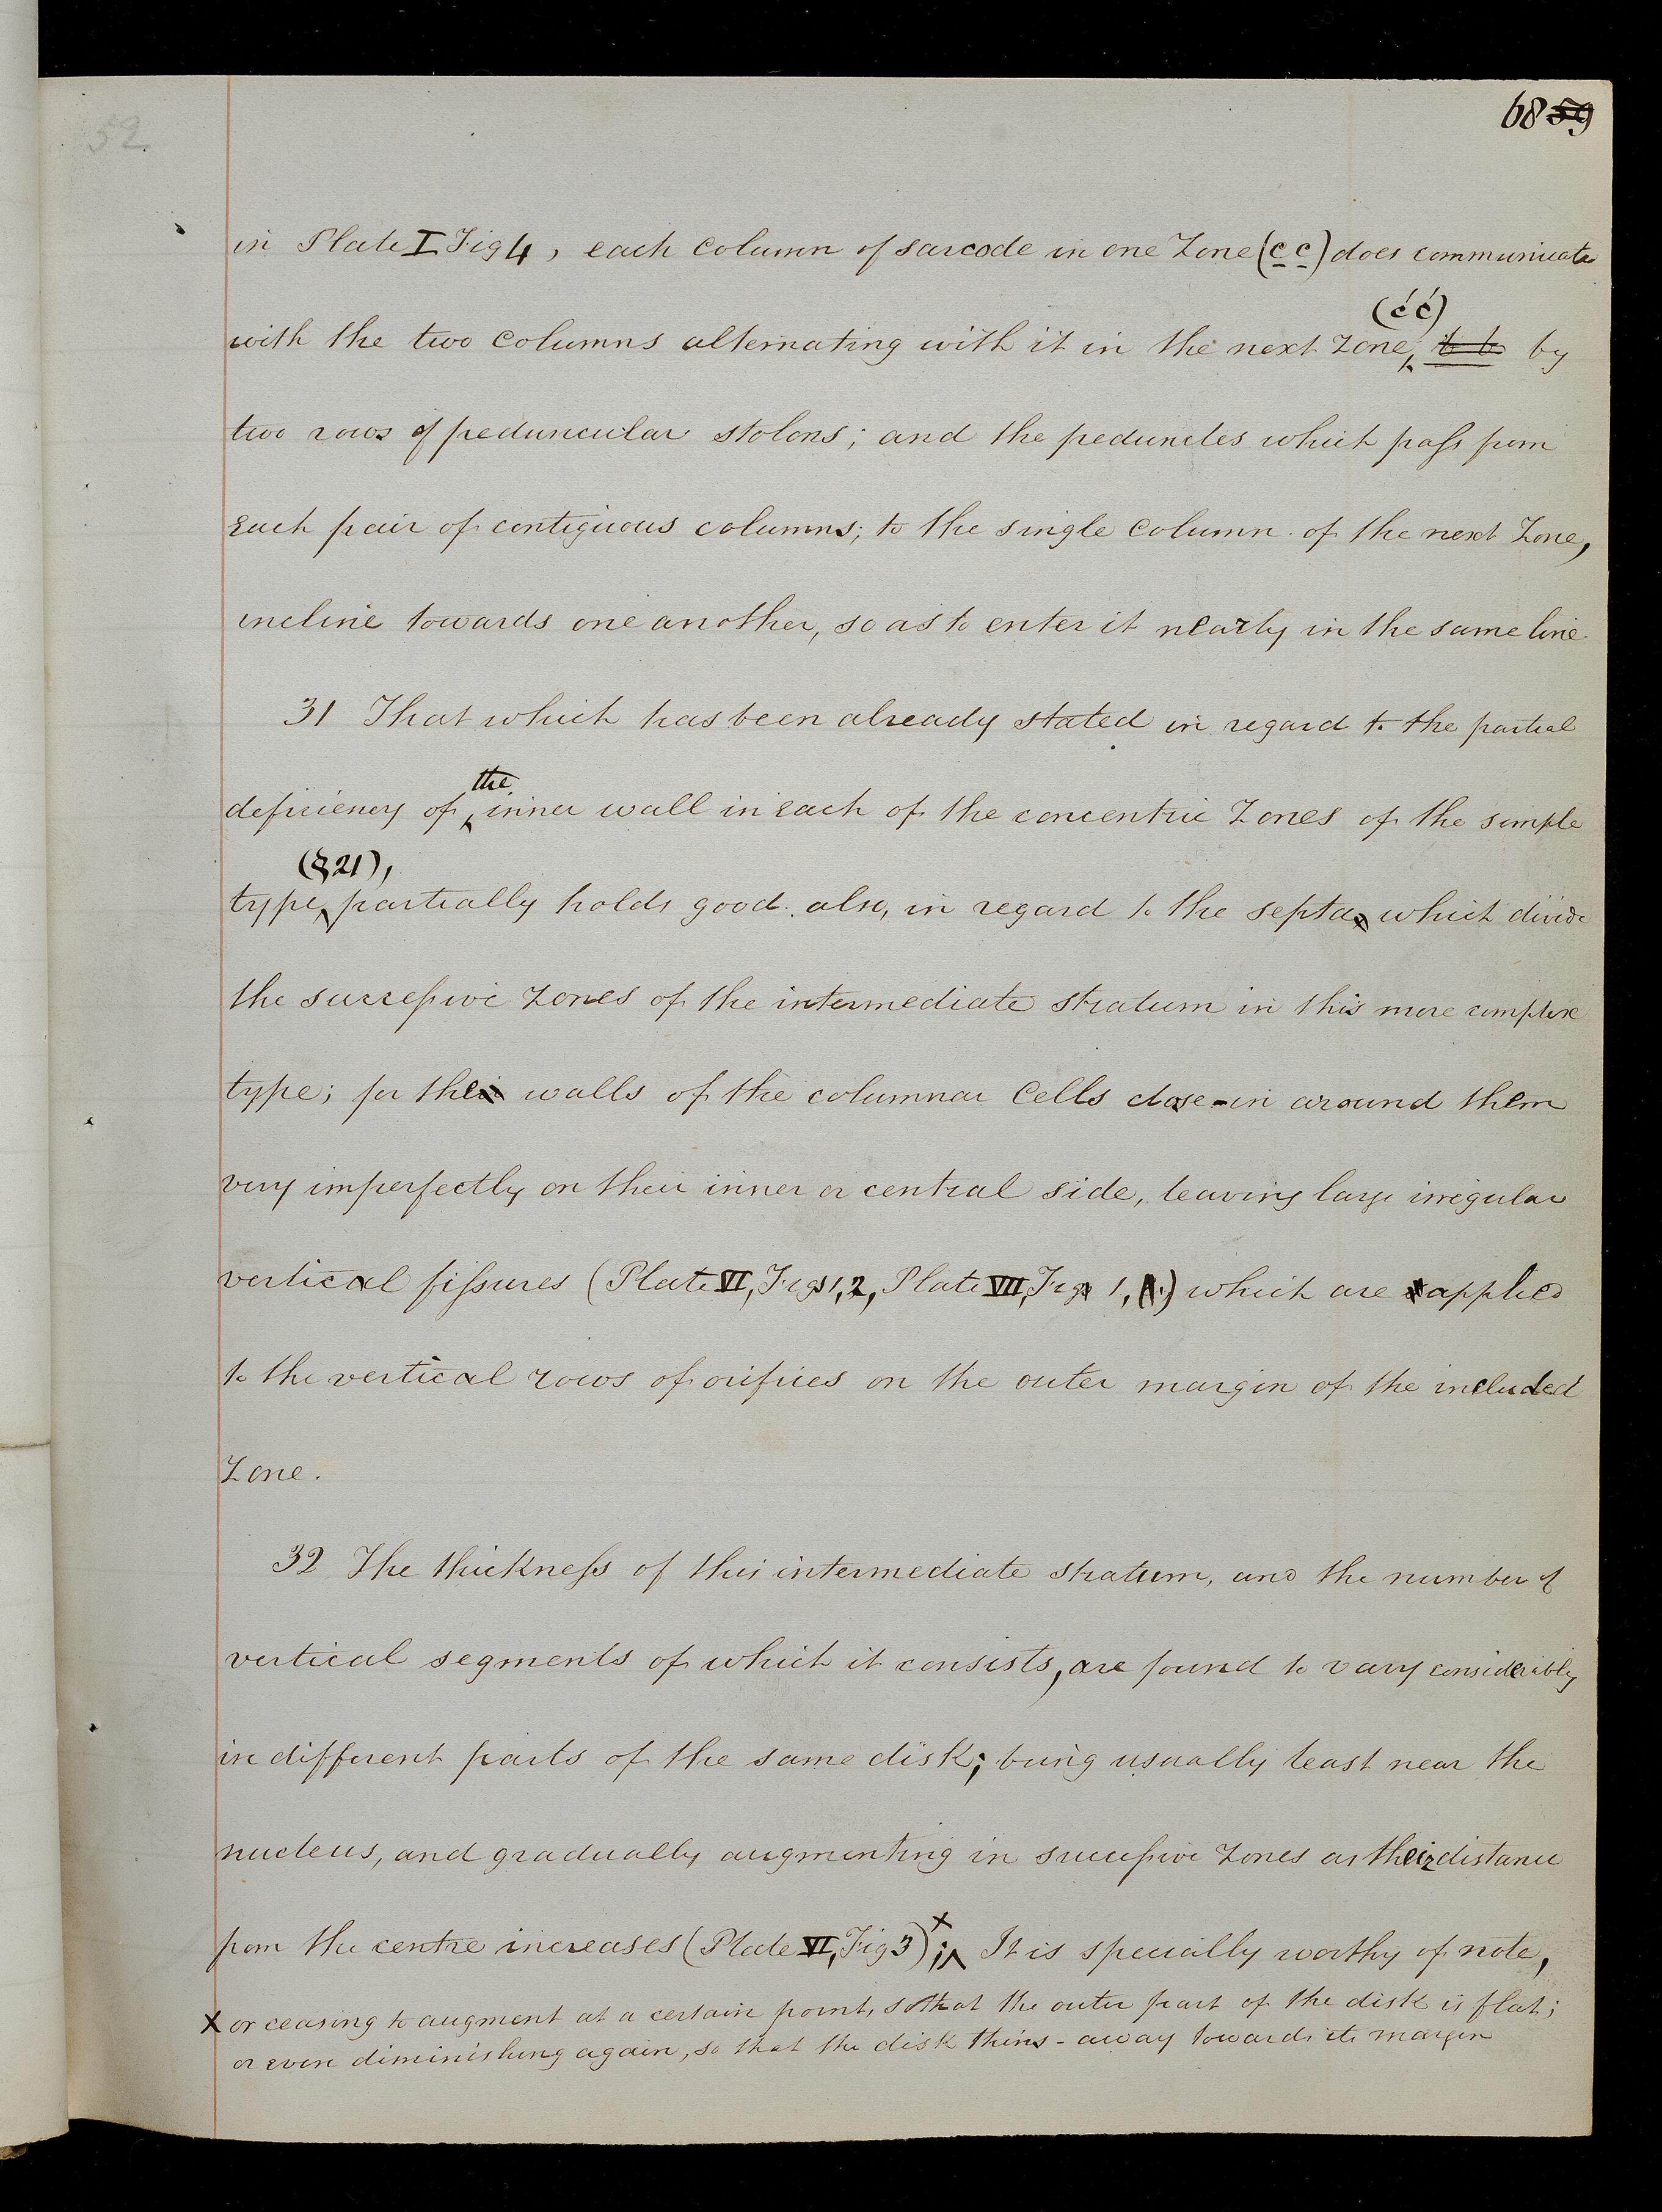 52
68 59
in Plate I Fig 4, each column of sarcode in one Zone (c c) does communicate
(ć ć)
with the two columns alternating with it in the next Zone, b b by
two rows of peduncular stolons; and the peduncles which pass from
Each pair of contiguous columns; to the single column of the next Zone,
incline towards one another, so as to enter it nearly in the same line.
31 That which has been already stated in regard to the partial
the
deficiency of inner wall in each of the concentric Zones of the simple
(§21),
type, partially holds good also, in regard to the septa which divide
the successive Zones of the intermediate stratum in this more complex
type; for the walls of the columnar Cells close-in around them
very imperfectly on their inner or central side, leaving large irregular
vertical fissures (Plate VI, Figs 1, 2, Plate VII, Fig 1,) which are applied
to the vertical rows of orifices on the outer margin of the included
Zone.
32 The thickness of this intermediate stratum, and the number of
vertical segments of which it consists, are found to vary considerably
in different parts of the same disk; being usually least near the
nucleus, and gradually augmenting in successive Zones as their distance
from the centre increases (Plate VI, Fig 3) x; It is specially worthy of note,
x or ceasing to augment at a certain point, so that the outer part of the disk is flat;
or even diminishing again, so that the disk thins-away towards its margin